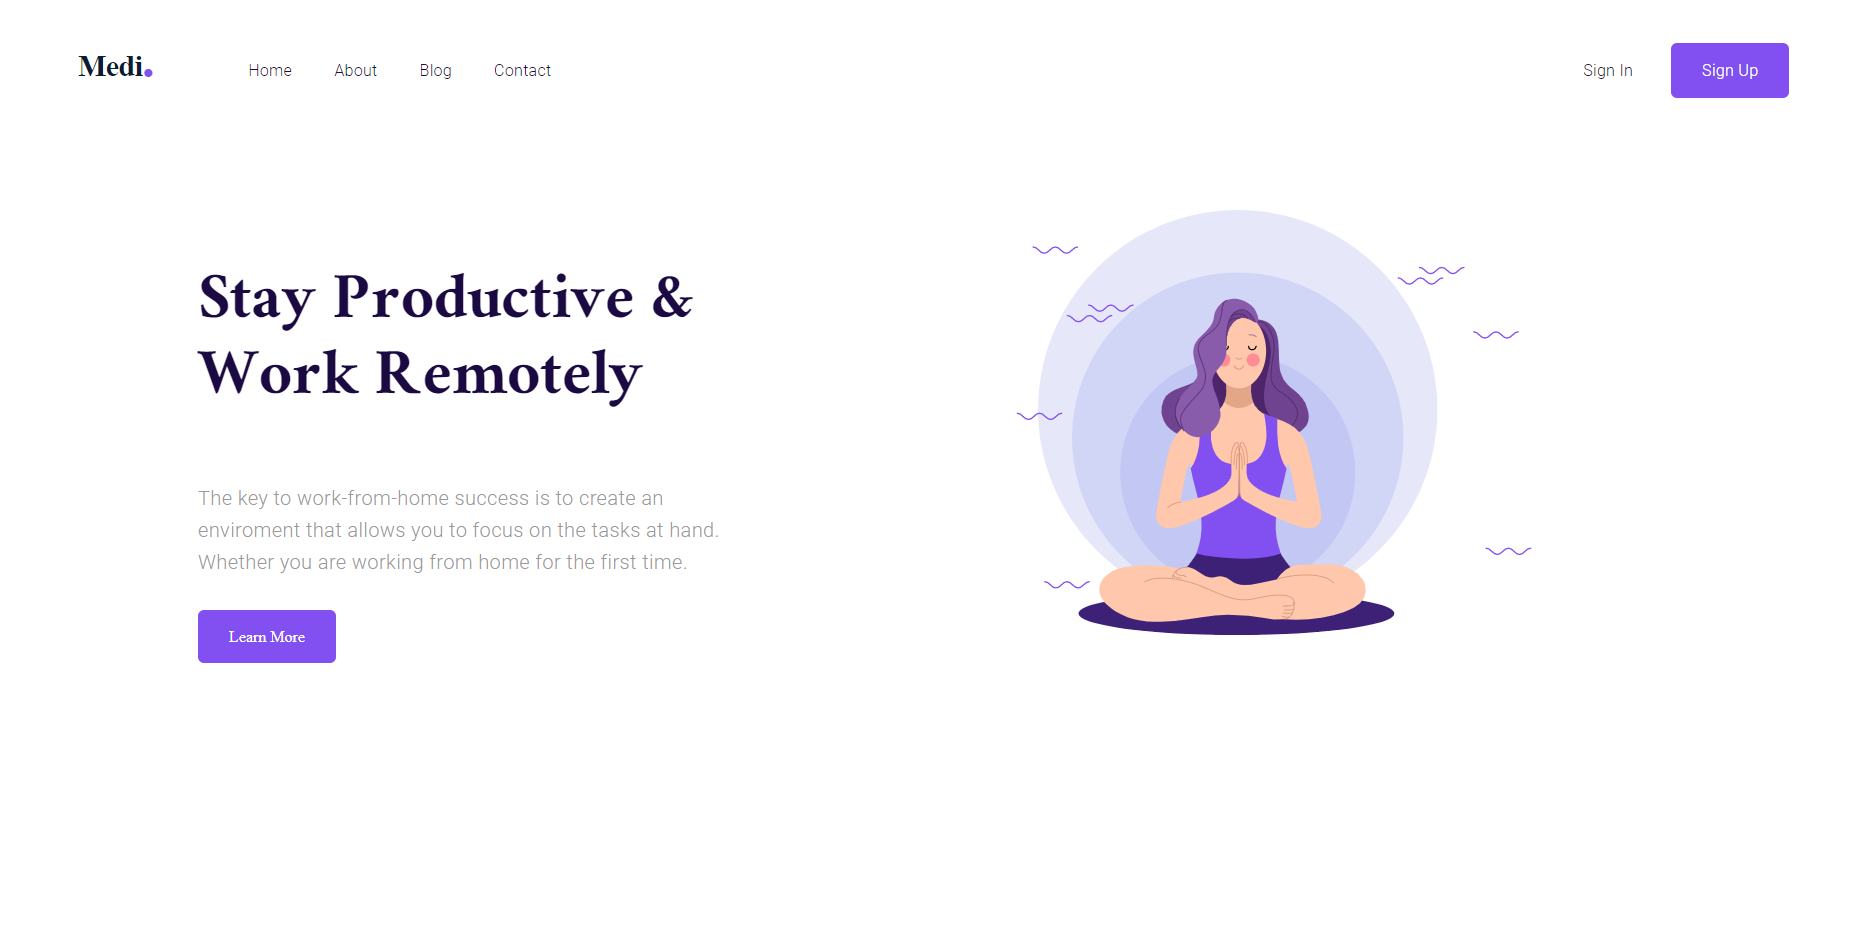 Medi.
Home About Blog Contact
Sign In Sign Up
Stay Productive &
Work Remotely
The key to work-from-home success is to create an
enviroment that allows you to focus on the tasks at hand.
Whether you are working from home for the first time.
Learn More